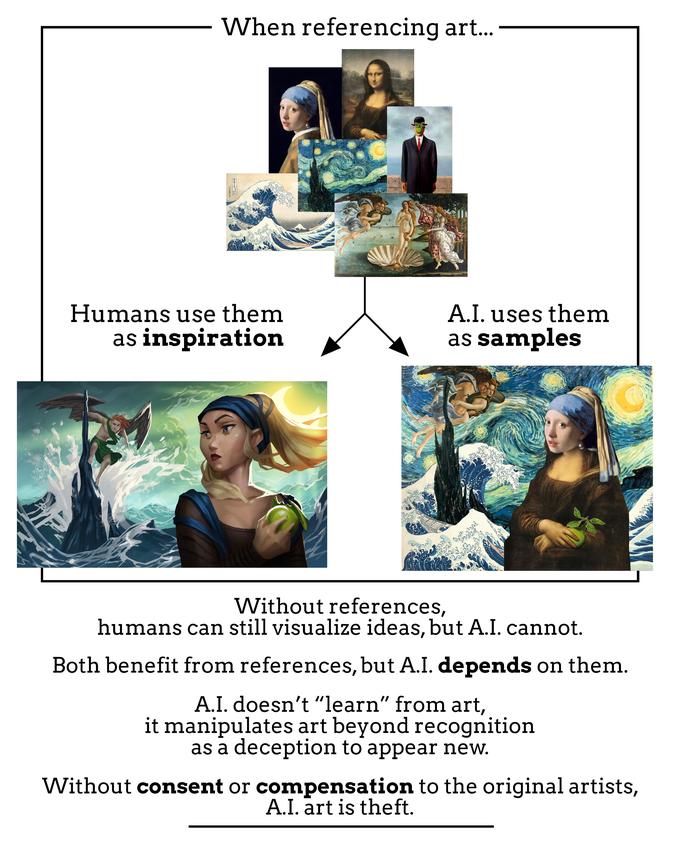 When referencing art...
Humans use them
as inspiration
A.I. uses them
as samples
Without references,
humans can still visualize ideas, but A.I. cannot.
Both benefit from references, but A.I. depends on them.
A.I. doesn’t “learn” from art,
it manipulates art beyond recognition
as a deception to appear new.
Without consent or compensation to the original artists,
A.I. art is theft.